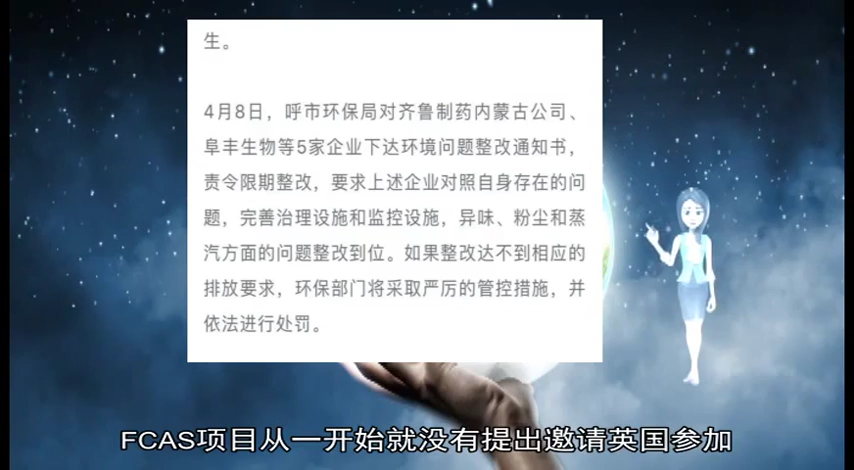 生。
4月8日，呼市环保局对齐鲁制药内蒙古公司、
阜丰生物等5家企业下达环境问题整改通知书，
责令限期整改，要求上述企业对照自身存在的问
题，完善治理设施和监控设施，异味、粉尘和蒸
汽方面的问题整改到位。如果整改达不到相应的
排放要求，环保部门将采取严厉的管控措施，并
依法进行处罚。
FCAS项目从一开始就没有提出邀请英国参加